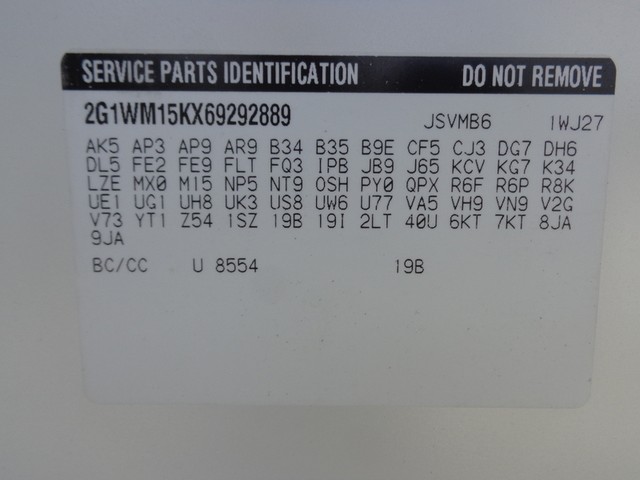 SERVICE PARTS IDENTIFICATION DO NOT REMOVE
2G1WM15KX69292889 JSVMB6 1WJ27
AK5 AP3 AP9 AR9 B34 B35 B9E CF5 CJ3 DG7 DH6
DL5 FE2 FE9 FLT FQ3 IPB JB9 J65 KCV KG7 K34
LZE MX0 M15 NP5 NT9 OSH PY0 QPX R6F R6P R8K
UE1 UG1 UH8 UK3 US8 UW6 U77 VA5 VH9 VN9 V2G
V73 YT1 Z54 1SZ 19B 19I 2LT 40U 6KT 7KT 8JA
9JA
BC/CC U 8554 19B